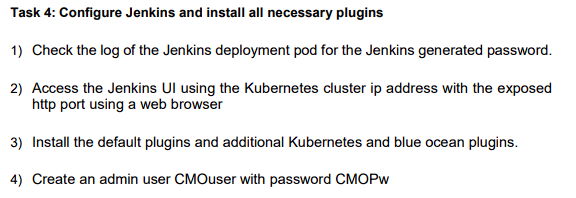 Task 4: Configure Jenkins and install all necessary plugins
1) Check the log of the Jenkins deployment pod for the Jenkins generated password.
2) Access the Jenkins UI using the Kubernetes cluster ip address with the exposed
http port using a web browser
3) Install the default plugins and additional Kubernetes and blue ocean plugins.
4) Create an admin user CMOuser with password CMOPw